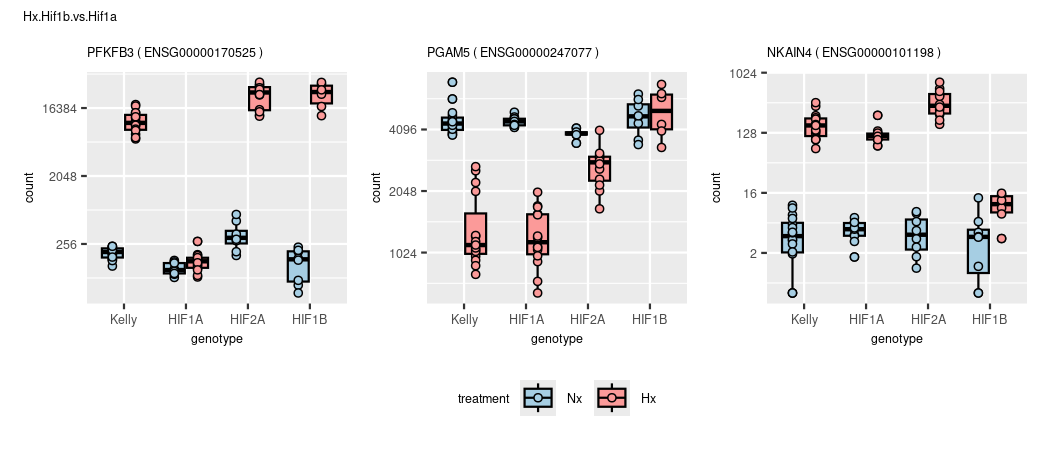 Hx.Hif1b.vs.Hif1a
PFKFB3 ( ENSG00000170525 )
count
16384
2048
256
Kelly HIF1A HIF2A HIF1B
genotype
PGAM5 ( ENSG00000247077 )
count
4096
2048
1024
Kelly HIF1A HIF2A HIF1B
genotype
NKAIN4 ( ENSG00000101198 )
count
1024
128
16
2
Kelly HIF1A HIF2A HIF1B
genotype
treatment Nx Hx